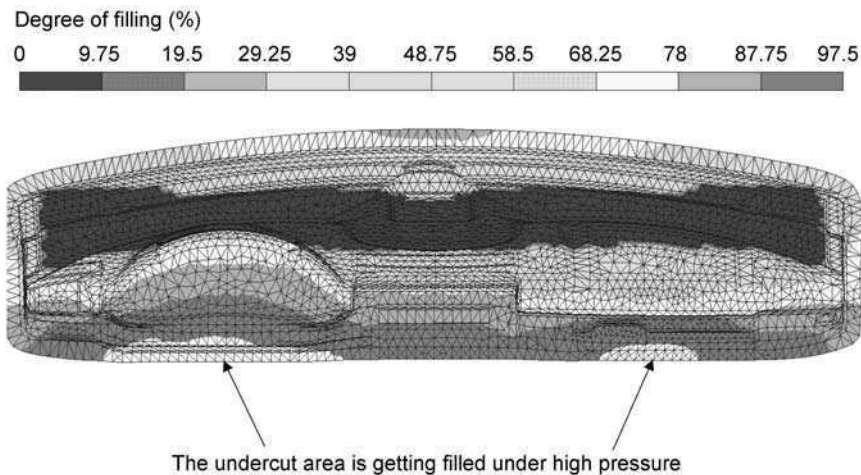 Degree of filling (%)
0 9.75 19.5 29.25 39 48.75 58.5 68.25 78 87.75 97.5
The undercut area is getting filled under high pressure